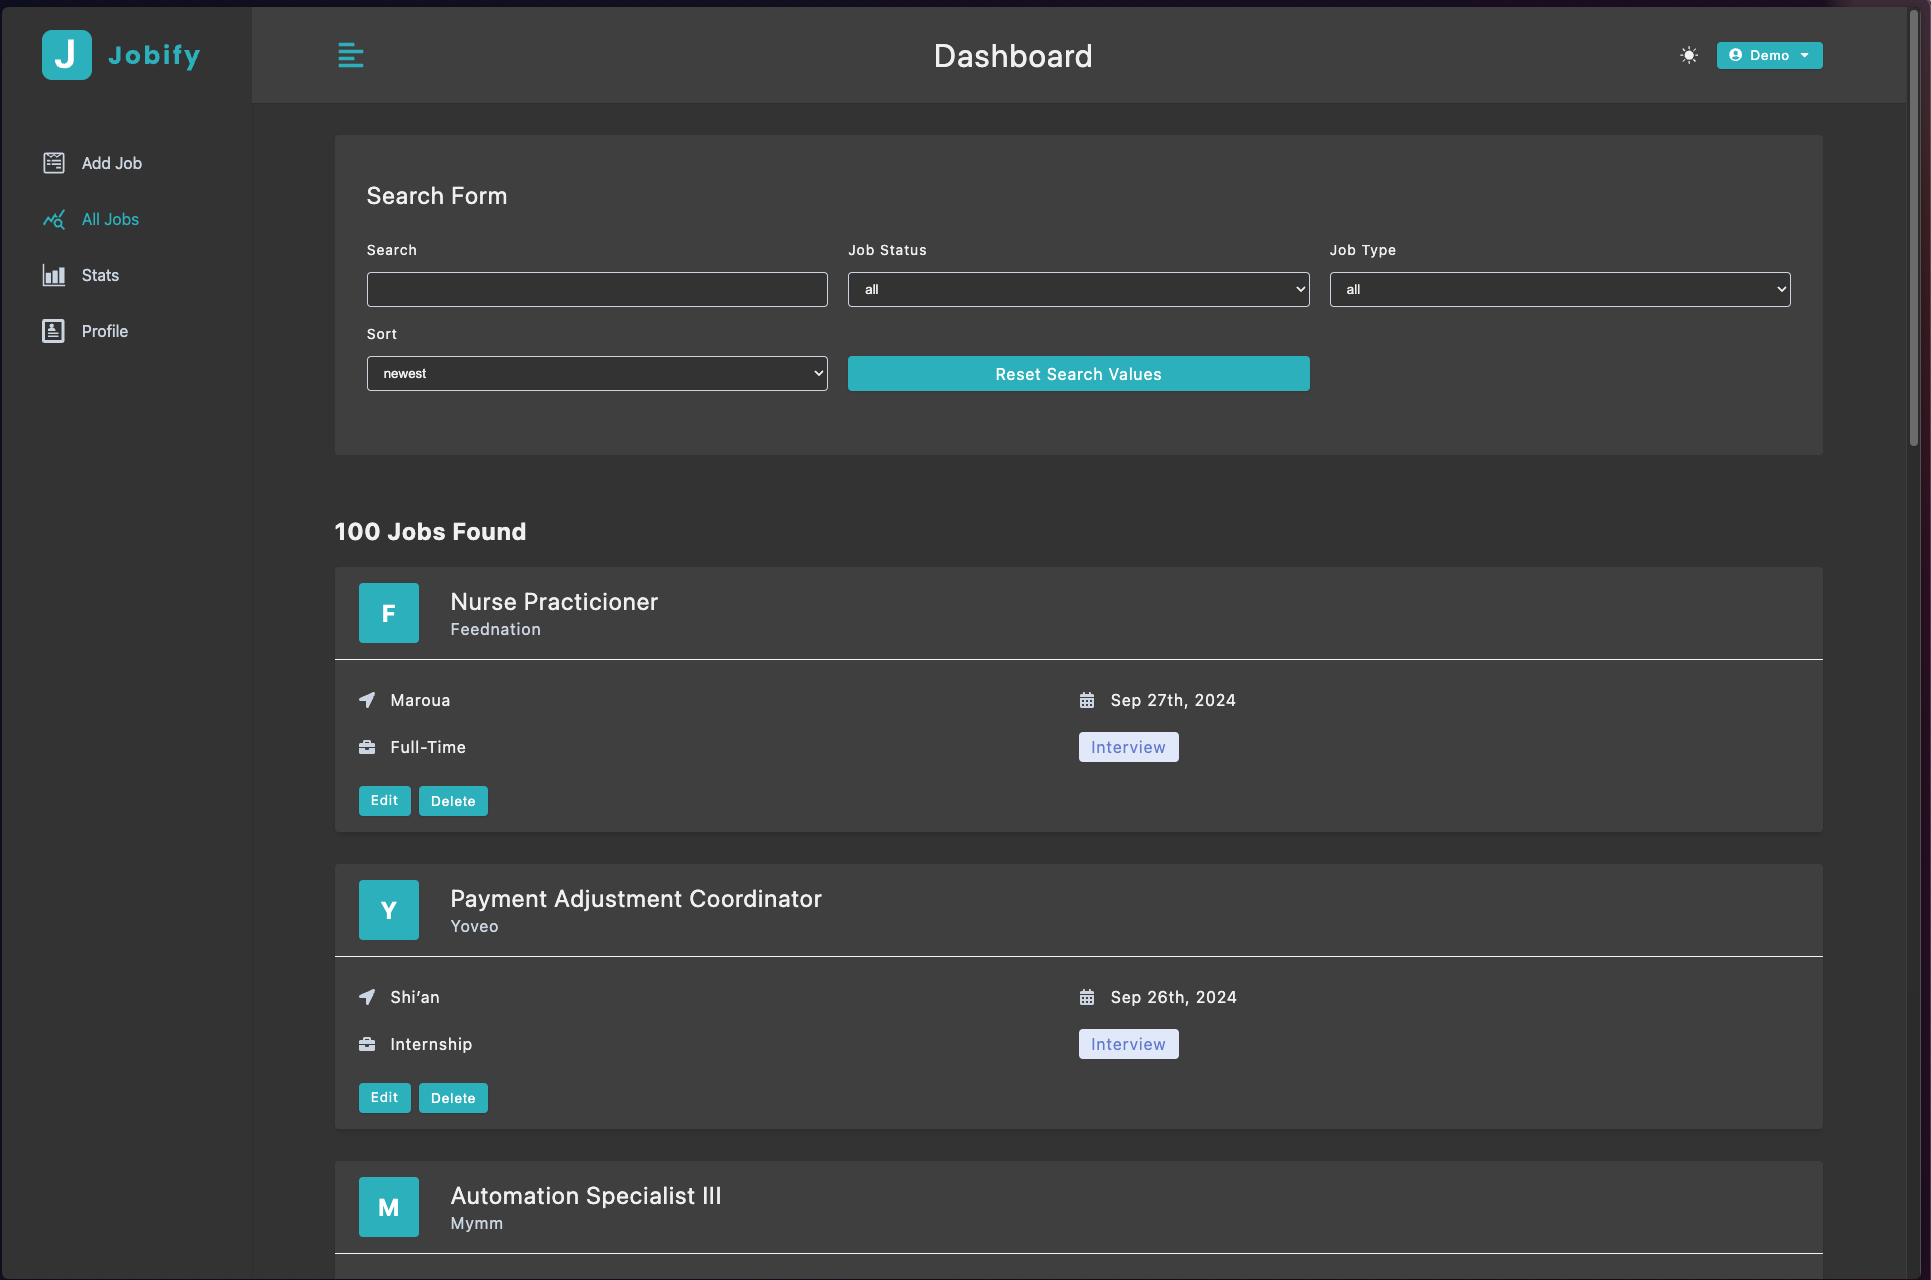 J Jobify
Dashboard
Demo
Add Job
All Jobs
Stats
Profile
Search Form
Search
Job Status
Job Type
all
all
Sort
newest
Reset Search Values
100 Jobs Found
F
Nurse Practicioner
Feednation
Maroua
Sep 27th, 2024
Full-Time
Interview
Edit
Delete
Y
Payment Adjustment Coordinator
Yoveo
Shi’an
Sep 26th, 2024
Internship
Interview
Edit
Delete
M
Automation Specialist III
Mymm